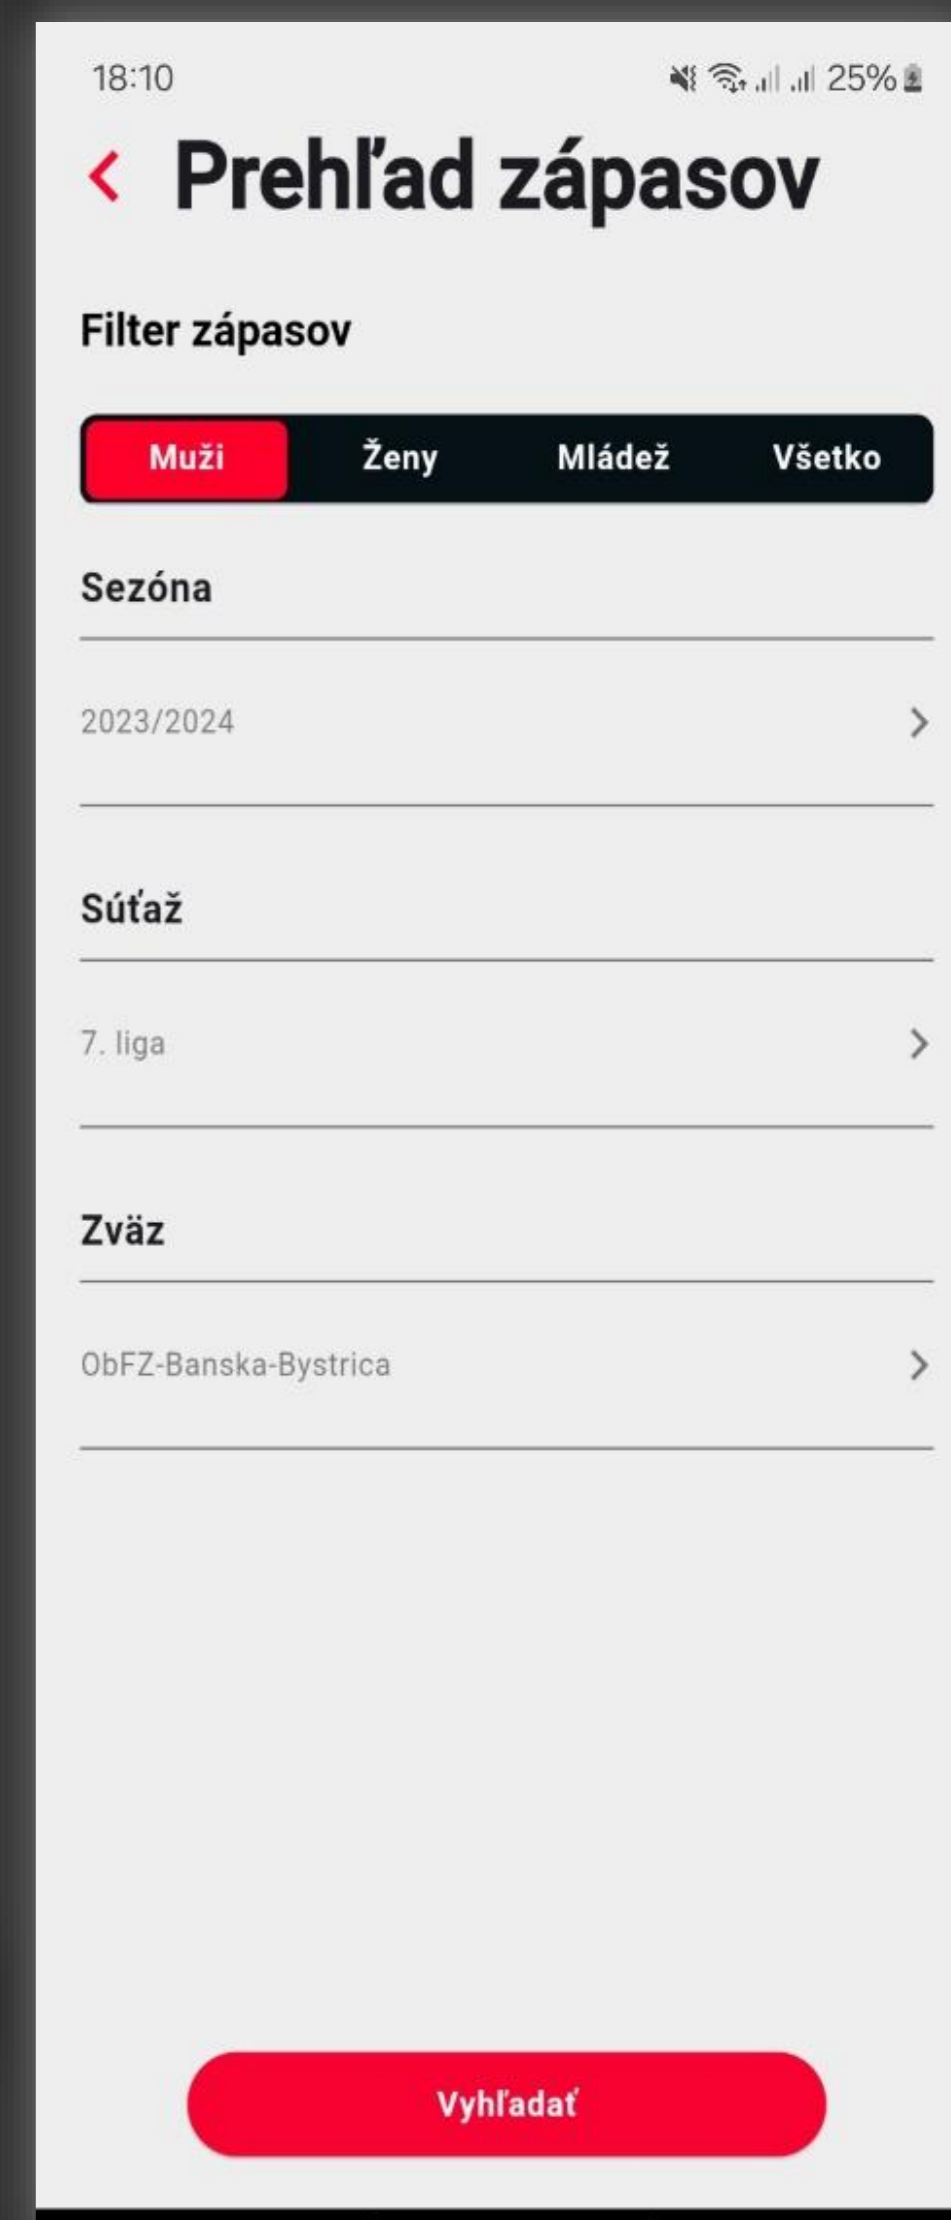 18:10 25%
Prehľad zápasov
Filter zápasov
Muži Ženy Mládež Všetko
Sezóna
2023/2024
Súťaž
7. liga
Zväz
ObFZ-Banska-Bystrica
Vyhľadať